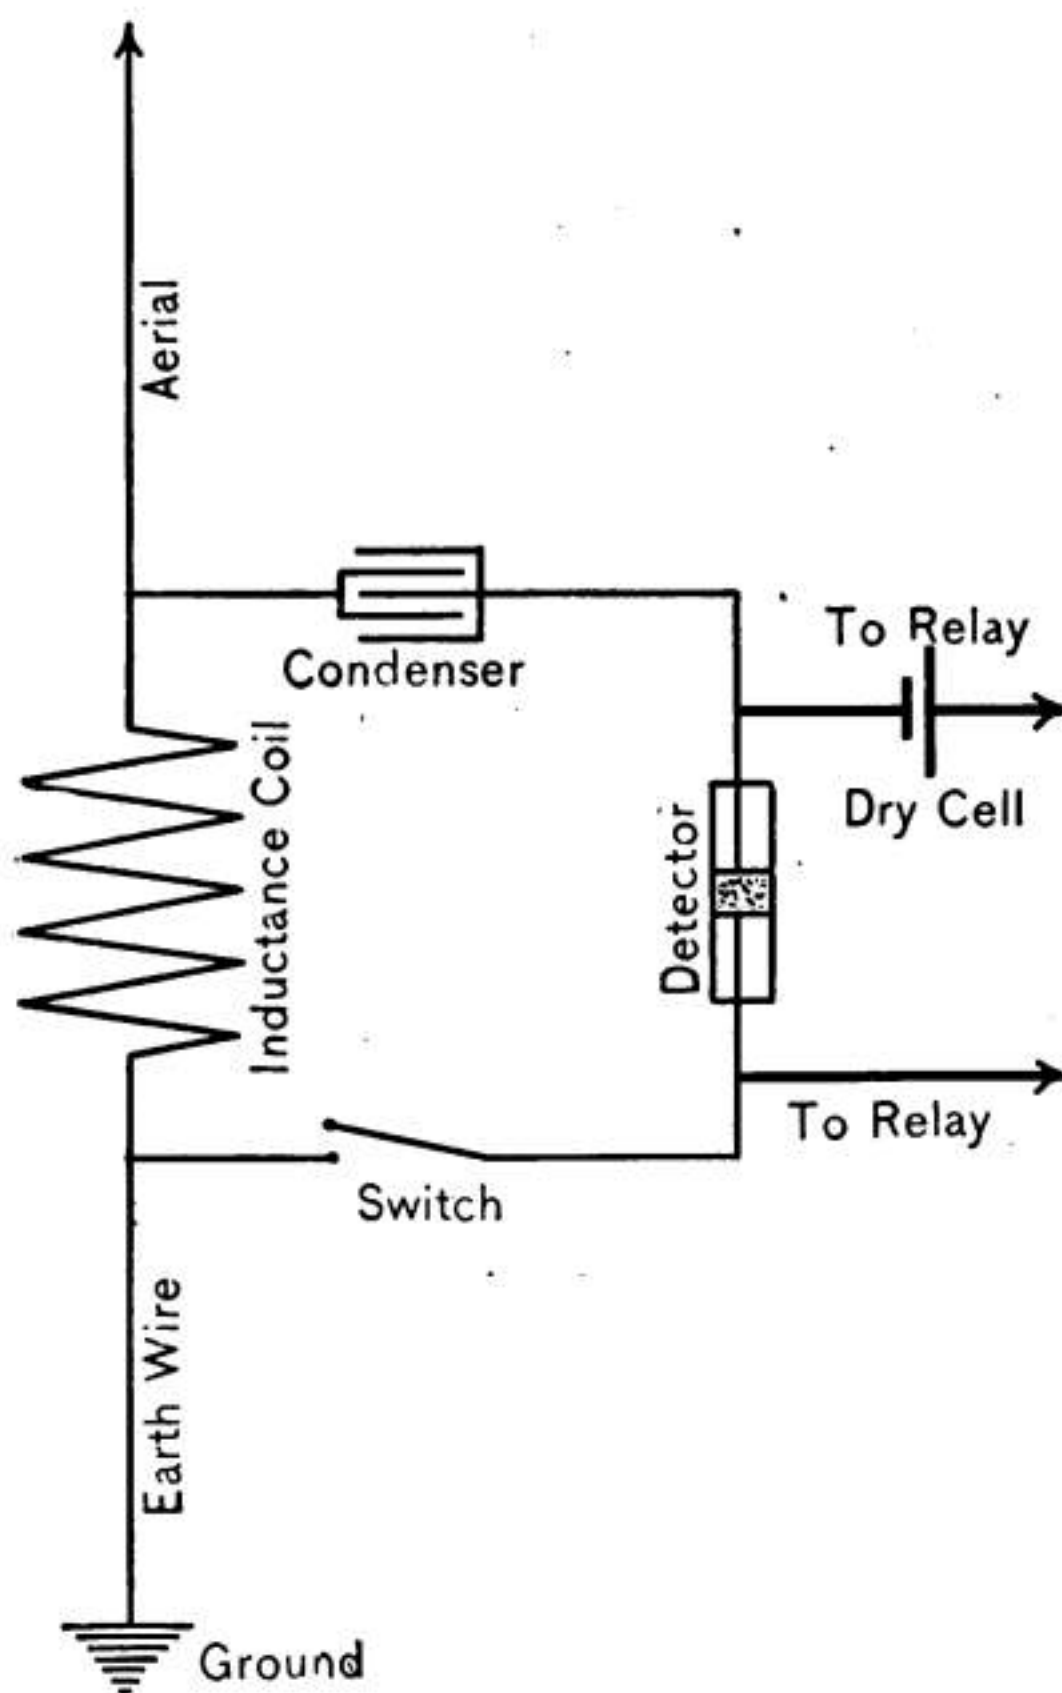 Aerial
Condenser
To Relay
Dry Cell
Inductance Coil
Detector
To Relay
Switch
Earth Wire
Ground